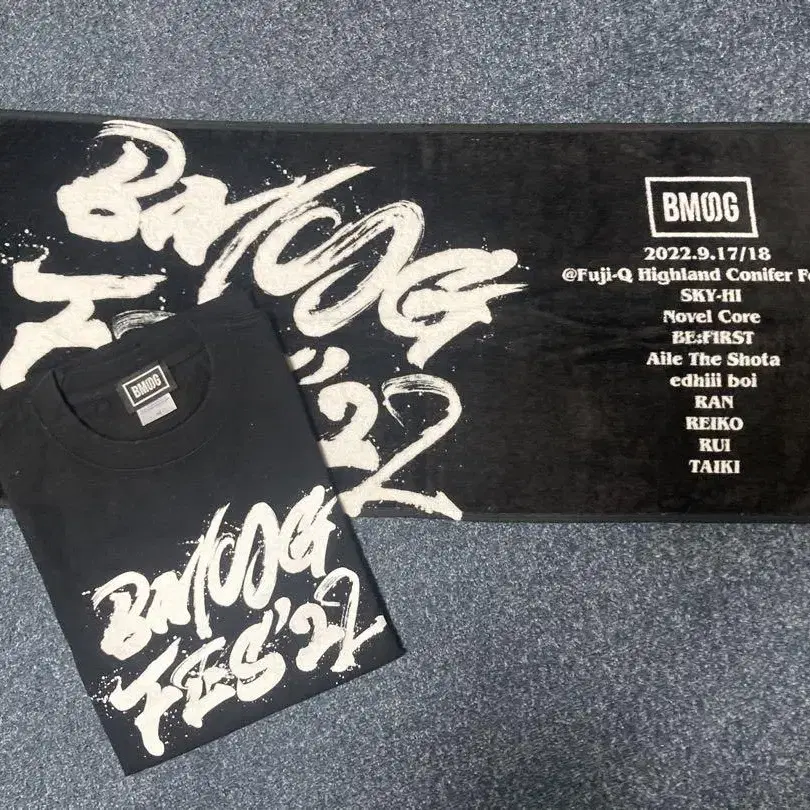 BMSG
FES '22
BMSG
2022.9.17/18
@Fuji-Q Highland Conifer Fo
SKY-HI
Novel Core
BE:FIRST
Aile The Shota
edhiii boi
RAN
REIKO
RUI
TAIKI
BMSG
BMSG
FES'22